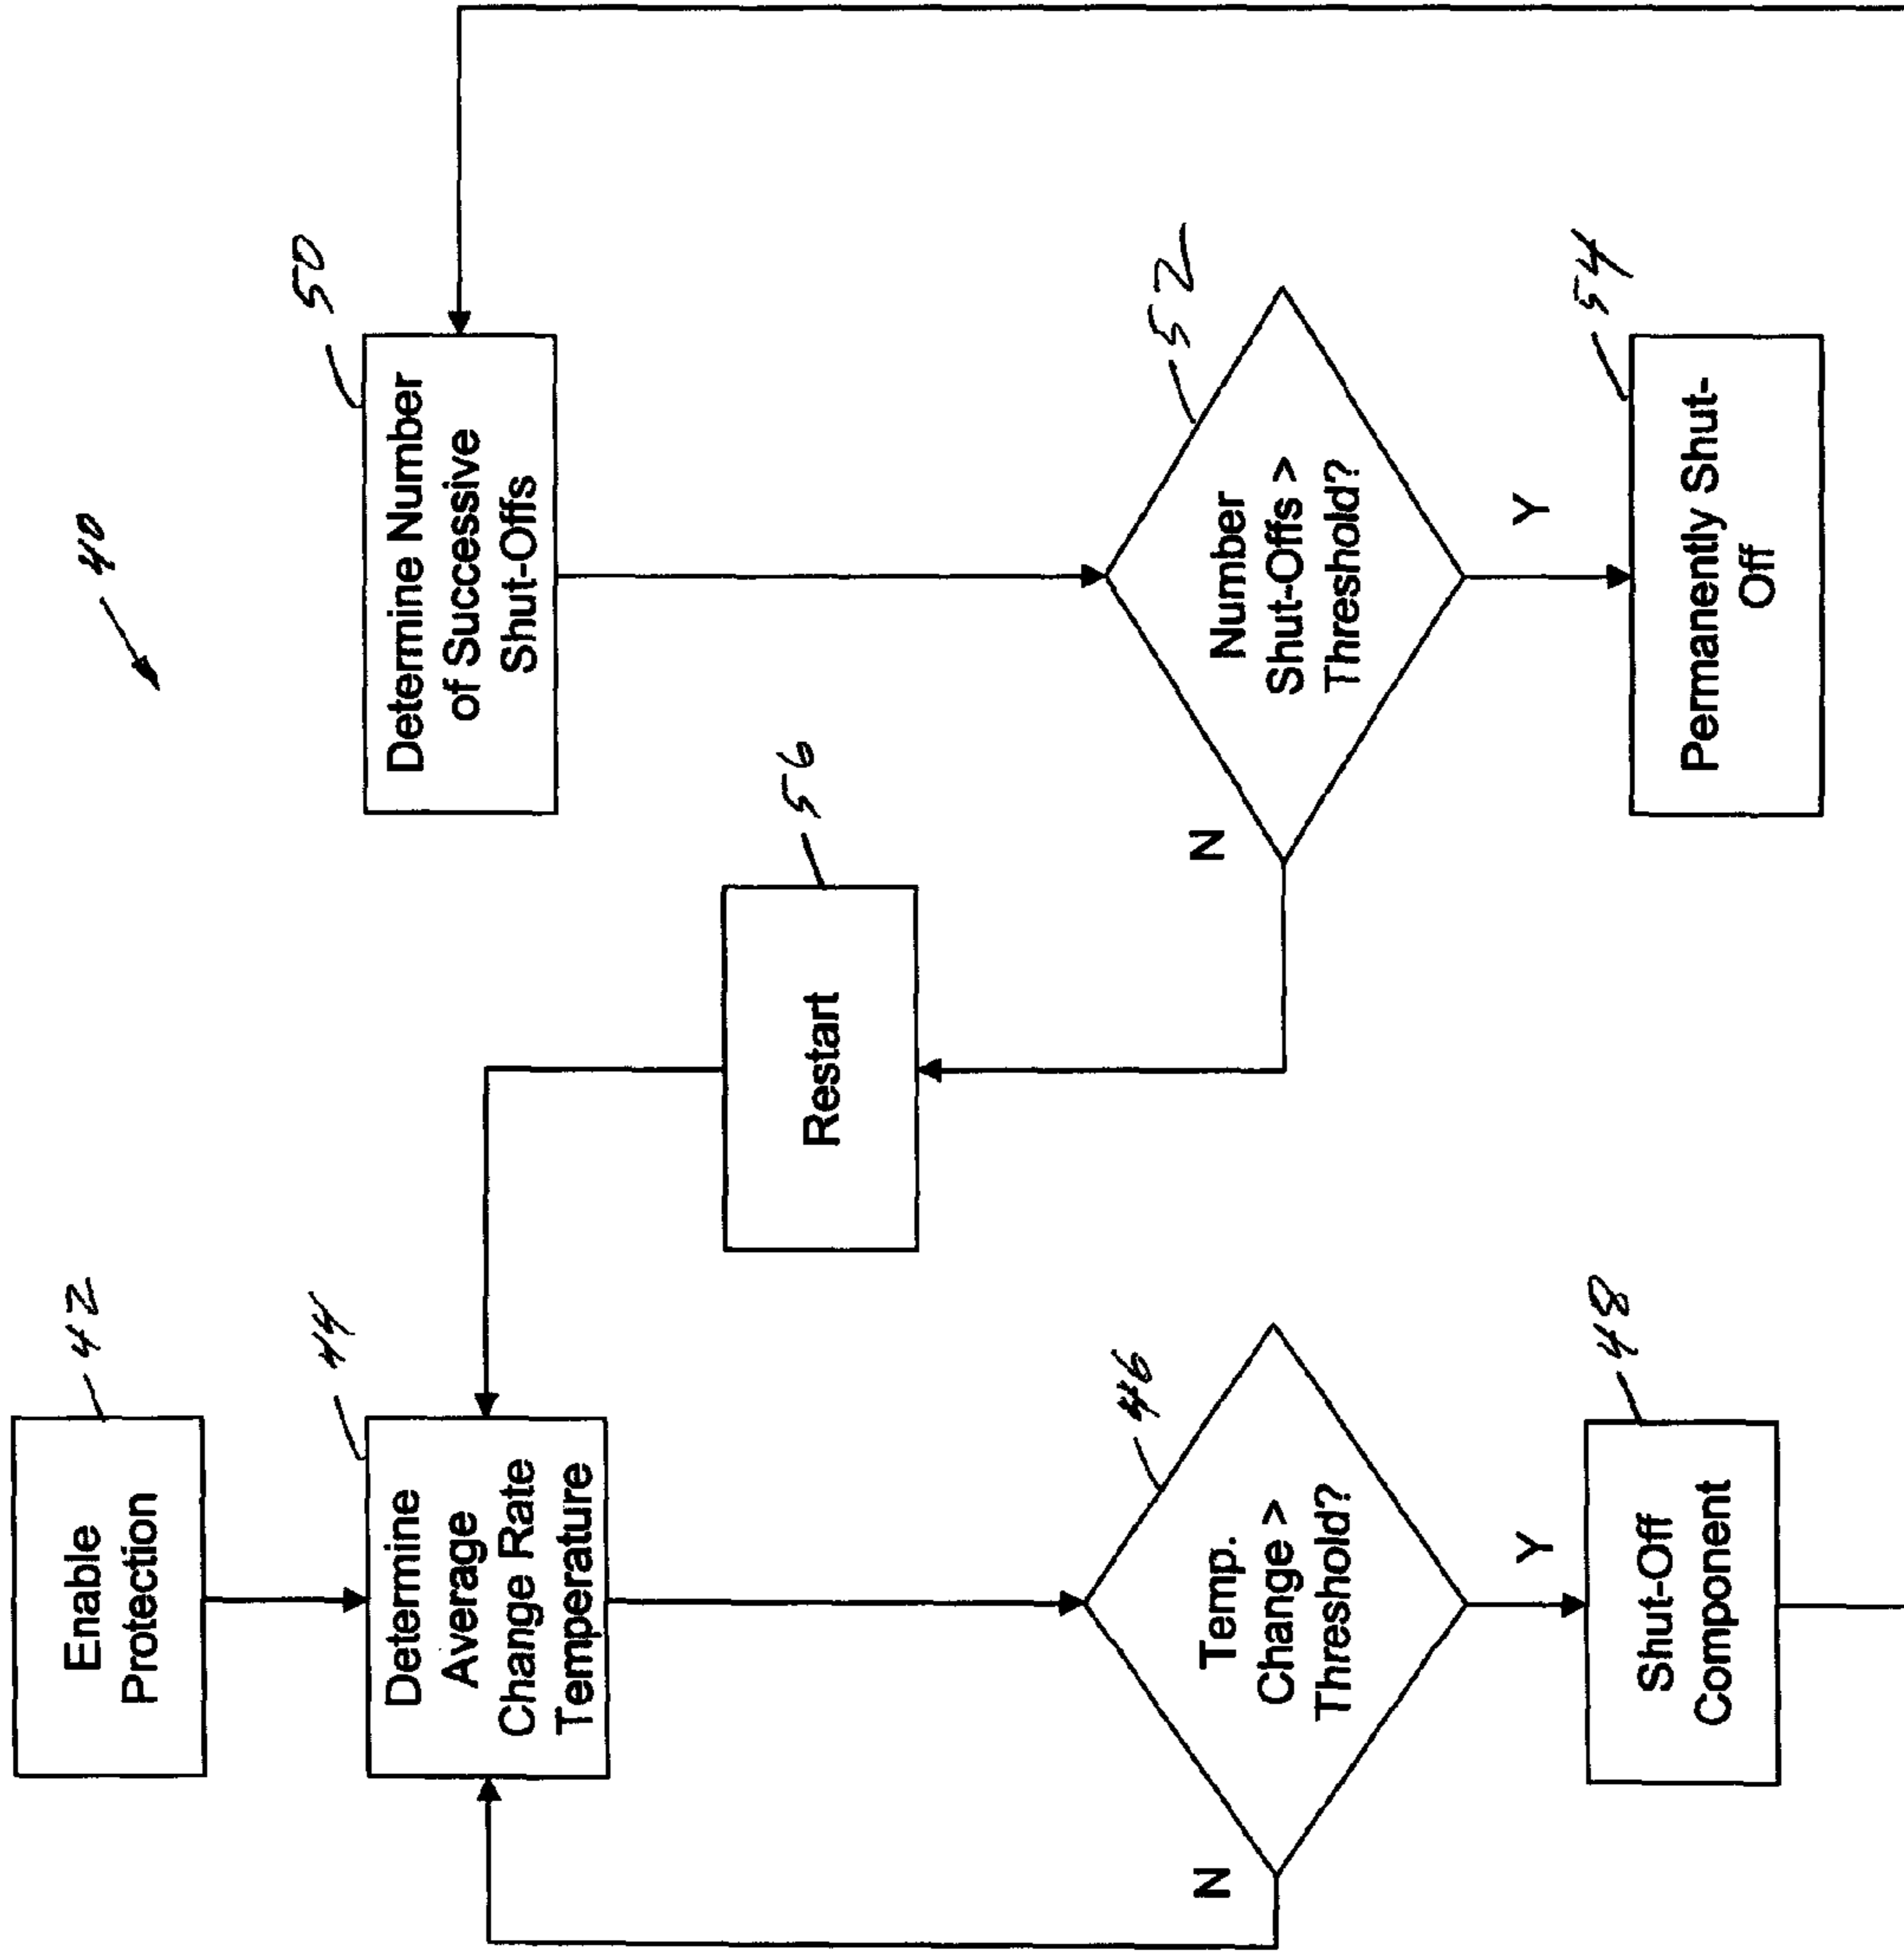 40
42
Enable
Protection
44
Determine
Average
Change Rate
Temperature
46
Temp.
Change >
Threshold?
N
Y
48
Shut-Off
Component
50
Determine Number
of Successive
Shut-Offs
52
Number
Shut-Offs >
Threshold?
N
Y
54
Permanently Shut-
Off
56
Restart